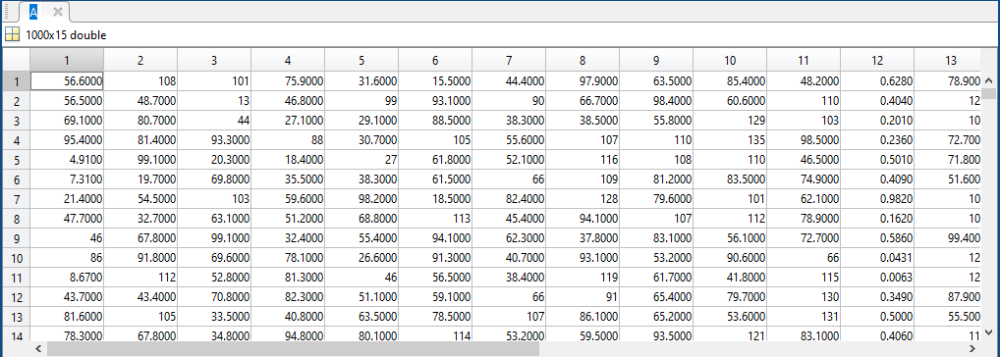 A
1000x15 double
1 2 3 4 5 6 7 8 9 10 11 12 13
1 56.6000 108 101 75.9000 31.6000 15.5000 44.4000 97.9000 63.5000 85.4000 48.2000 0.6280 78.900
2 56.5000 48.7000 13 46.8000 99 93.1000 90 66.7000 98.4000 60.6000 110 0.4040 12
3 69.1000 80.7000 44 27.1000 29.1000 88.5000 38.3000 38.5000 55.8000 129 103 0.2010 10
4 95.4000 81.4000 93.3000 88 30.7000 105 55.6000 107 110 135 98.5000 0.2360 72.700
5 4.9100 99.1000 20.3000 18.4000 27 61.8000 52.1000 116 108 110 46.5000 0.5010 71.800
6 7.3100 19.7000 69.8000 35.5000 38.3000 61.5000 66 109 81.2000 83.5000 74.9000 0.4090 51.600
7 21.4000 54.5000 103 59.6000 98.2000 18.5000 82.4000 128 79.6000 101 62.1000 0.9820 10
8 47.7000 32.7000 63.1000 51.2000 68.8000 113 45.4000 94.1000 107 112 78.9000 0.1620 10
9 46 67.8000 99.1000 32.4000 55.4000 94.1000 62.3000 37.8000 83.1000 56.1000 72.7000 0.5860 99.400
10 86 91.8000 69.6000 78.1000 26.6000 91.3000 40.7000 93.1000 53.2000 90.6000 66 0.0431 12
11 8.6700 112 52.8000 81.3000 46 56.5000 38.4000 119 61.7000 41.8000 115 0.0063 12
12 43.7000 43.4000 70.8000 82.3000 51.1000 59.1000 66 91 65.4000 79.7000 130 0.3490 87.900
13 81.6000 105 33.5000 40.8000 63.5000 78.5000 107 86.1000 65.2000 53.6000 131 0.5000 55.500
14 78.3000 67.8000 34.8000 94.8000 80.1000 114 53.2000 59.5000 93.5000 121 83.1000 0.4060 11